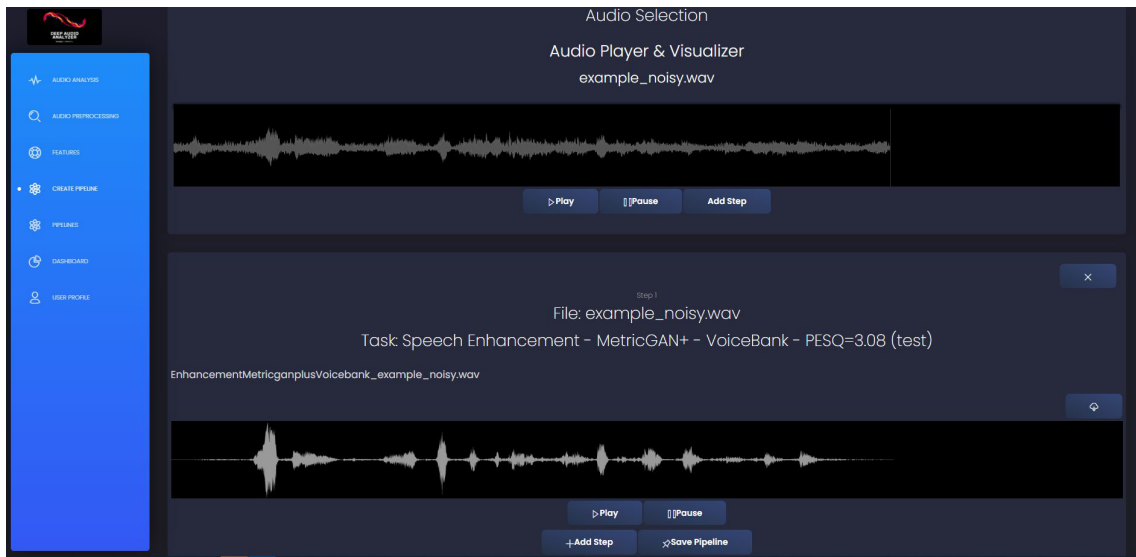 DEEP AUDIO
ANALYZER
AUDIO ANALYSIS
AUDIO PREPROCESSING
FEATURES
CREATE PIPELINE
PIPELINES
DASHBOARD
USER PROFILE
Audio Selection
Audio Player & Visualizer
example_noisy.wav
Play
Pause
Add Step
Step 1
File: example_noisy.wav
Task: Speech Enhancement - MetricGAN+ - VoiceBank - PESQ=3.08 (test)
EnhancementMetricganplusVoicebank_example_noisy.wav
Play
Pause
+Add Step
Save Pipeline